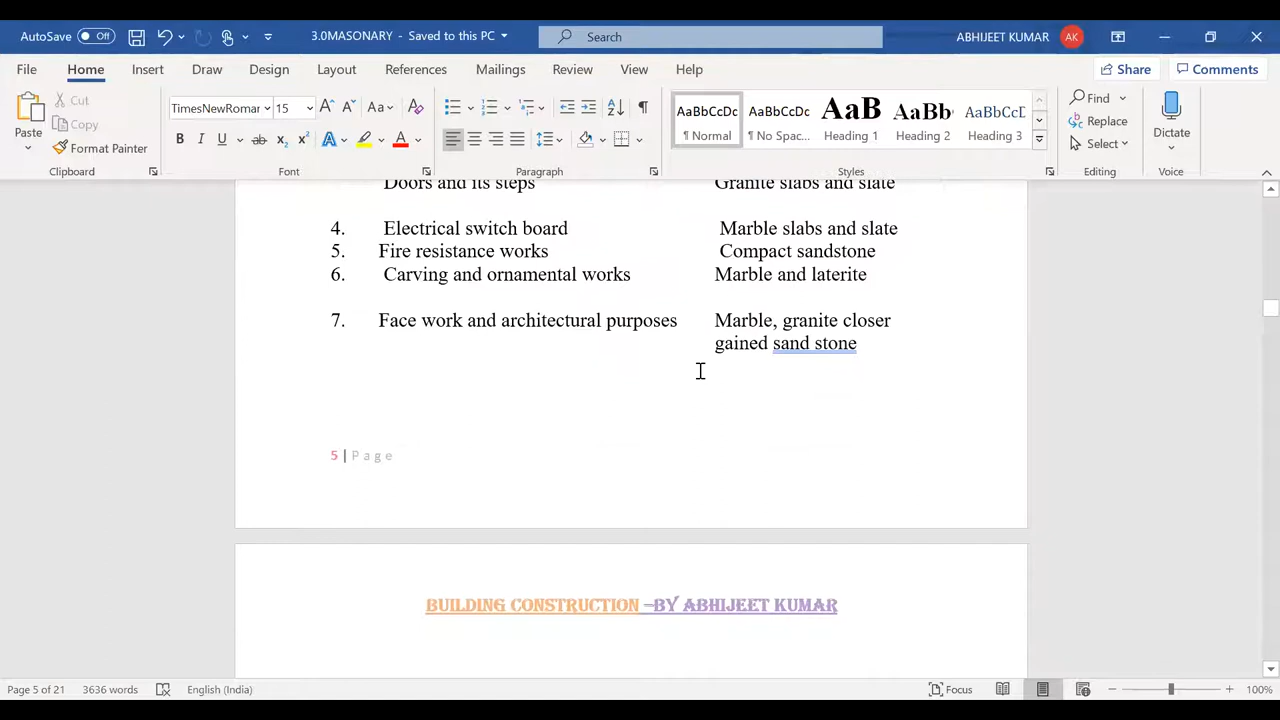 AutoSave Off 3.0MASONARY - Saved to this PC Search ABHIJEET KUMAR AK
File Home Insert Draw Design Layout References Mailings Review View Help Share Comments
Paste Cut Copy Format Painter
TimesNewRomar 15
AaBbCcDc ¶ Normal
AaBbCcDc ¶ No Spac...
AaB Heading 1
AaBb( Heading 2
AaBbCcD Heading 3
Find Replace Select
Dictate
Clipboard Font Paragraph Styles Editing Voice
Doors and its steps Granite slabs and slate
4. Electrical switch board Marble slabs and slate
5. Fire resistance works Compact sandstone
6. Carving and ornamental works Marble and laterite
7. Face work and architectural purposes Marble, granite closer
gained sand stone
5 | Page
BUILDING CONSTRUCTION –BY ABHIJEET KUMAR
Page 5 of 21 3636 words English (India) Focus 100%